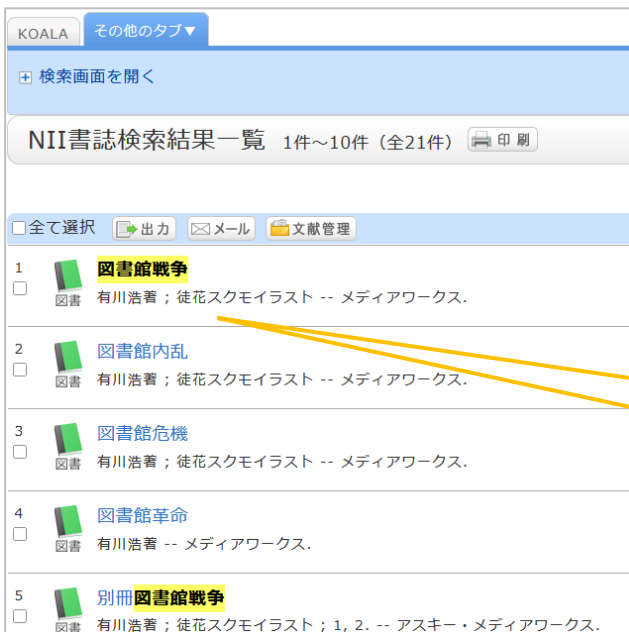 KOALA その他のタブ▼
検索画面を開く
NII書誌検索結果一覧 1件～10件（全21件） 印刷
全て選択 出力 メール 文献管理
1 図書館戦争
図書 有川浩著 ; 徒花スクモイラスト -- メディアワークス.
2 図書館内乱
図書 有川浩著 ; 徒花スクモイラスト -- メディアワークス.
3 図書館危機
図書 有川浩著 ; 徒花スクモイラスト -- メディアワークス.
4 図書館革命
図書 有川浩著 -- メディアワークス.
5 別冊図書館戦争
図書 有川浩著 ; 徒花スクモイラスト ; 1, 2. -- アスキー・メディアワークス.